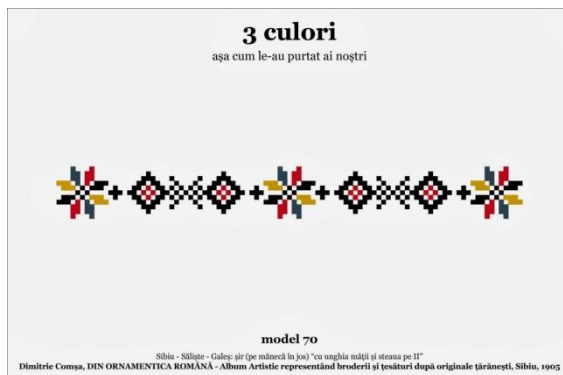 3 culori
așa cum le-au purtat ai noștri
model 70
Sibiu - Săliște - Galeș: șir (pe mânecă în jos) "cu unghia mâții și steaua pe II"
Dimitrie Comșa, DIN ORNAMENTICA ROMÂNĂ - Album Artistic representând broderii și țesături după originale țărănești, Sibiu, 1905